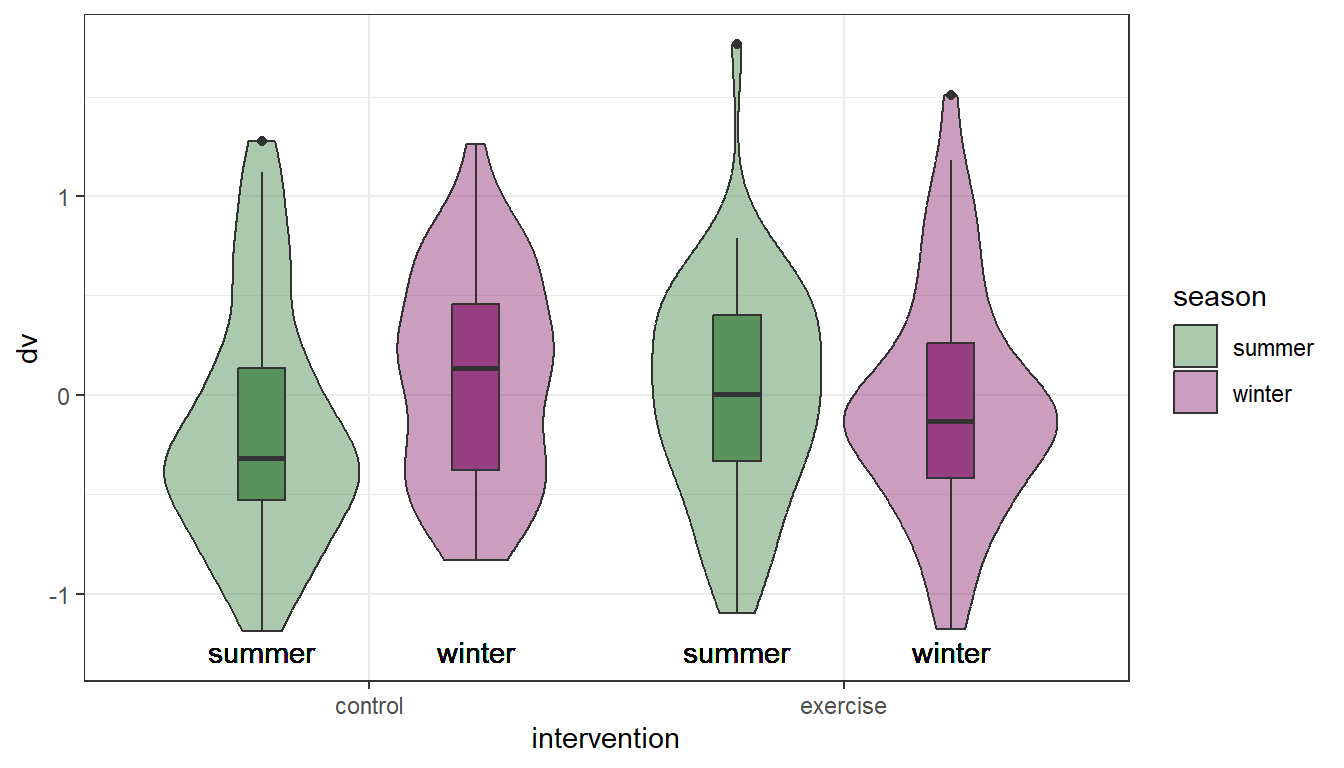 dv
1
0
-1
summer winter summer winter
control exercise
intervention
season
summer
winter